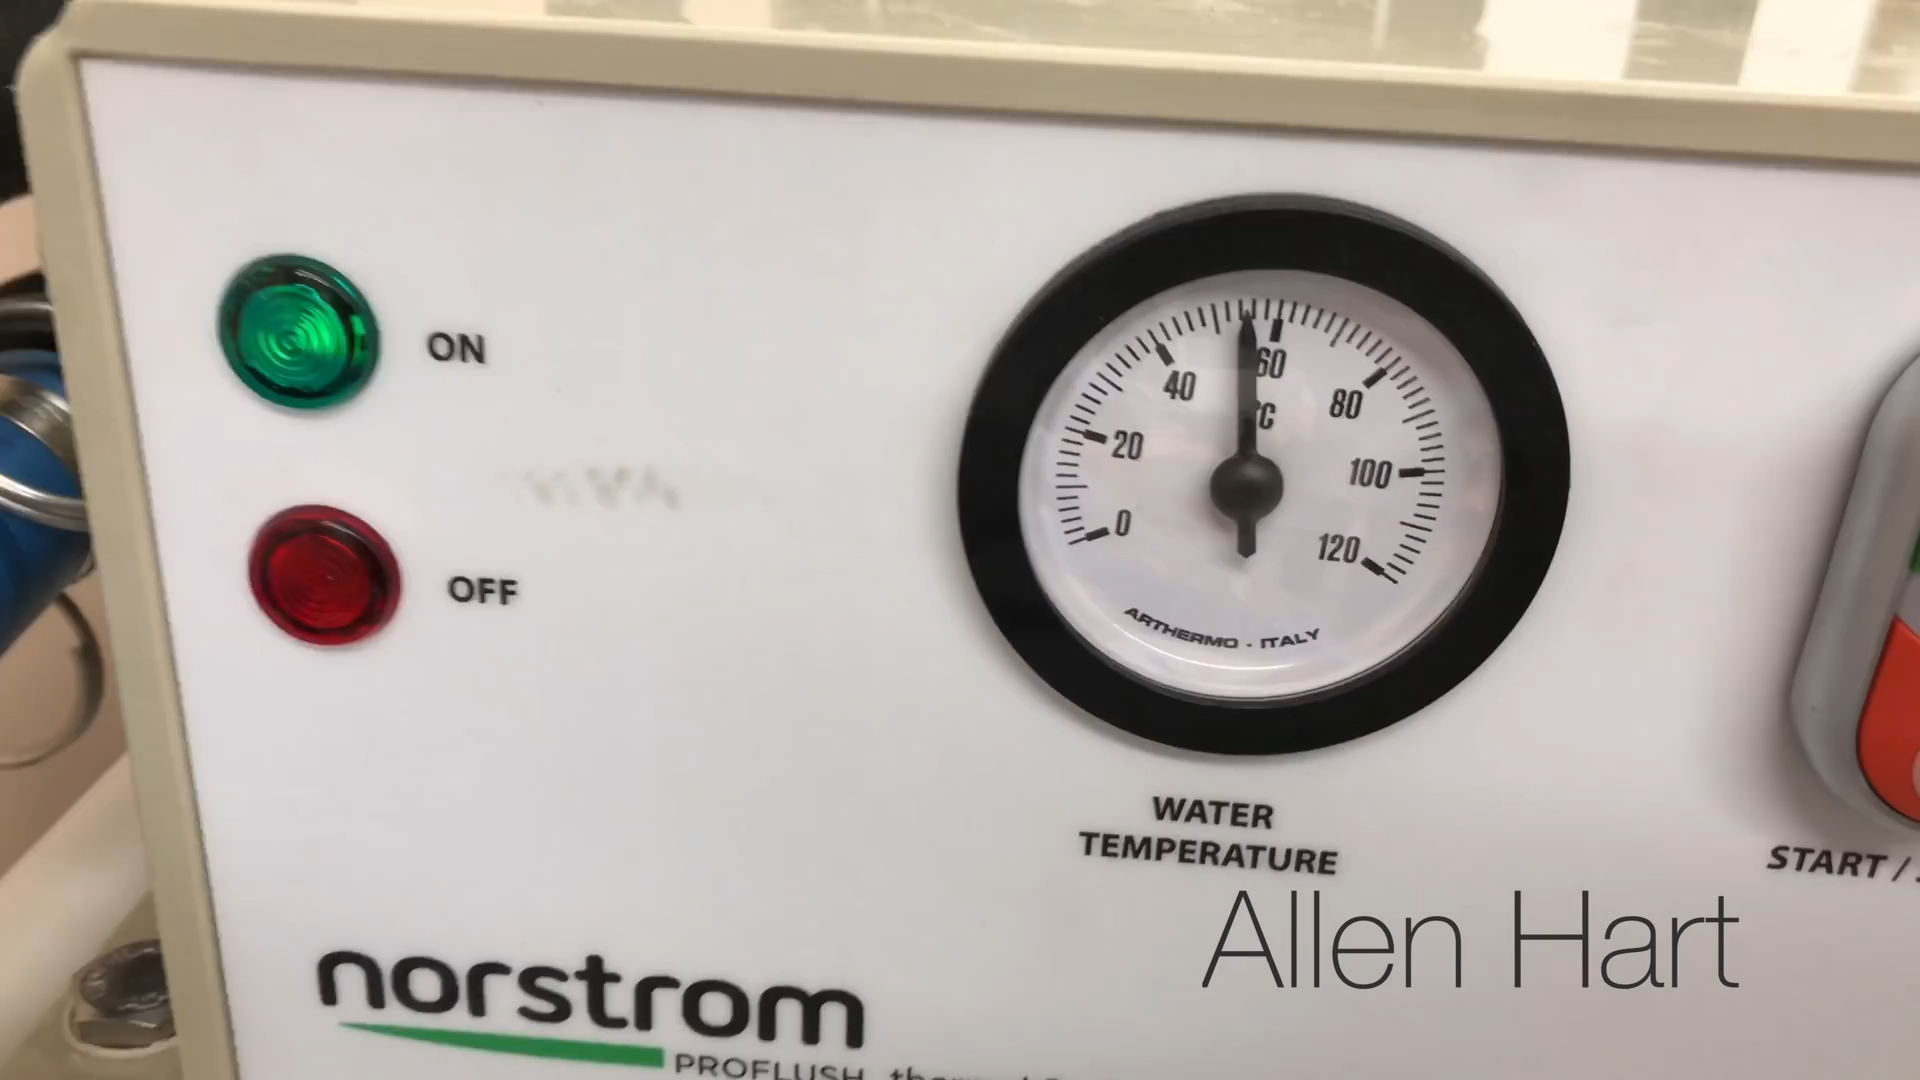 ON
OFF
0
20
40
60
80
100
120
°C
ARTHERMO - ITALY
WATER
TEMPERATURE
START /
Allen Hart
norstrom
PROFLUSH